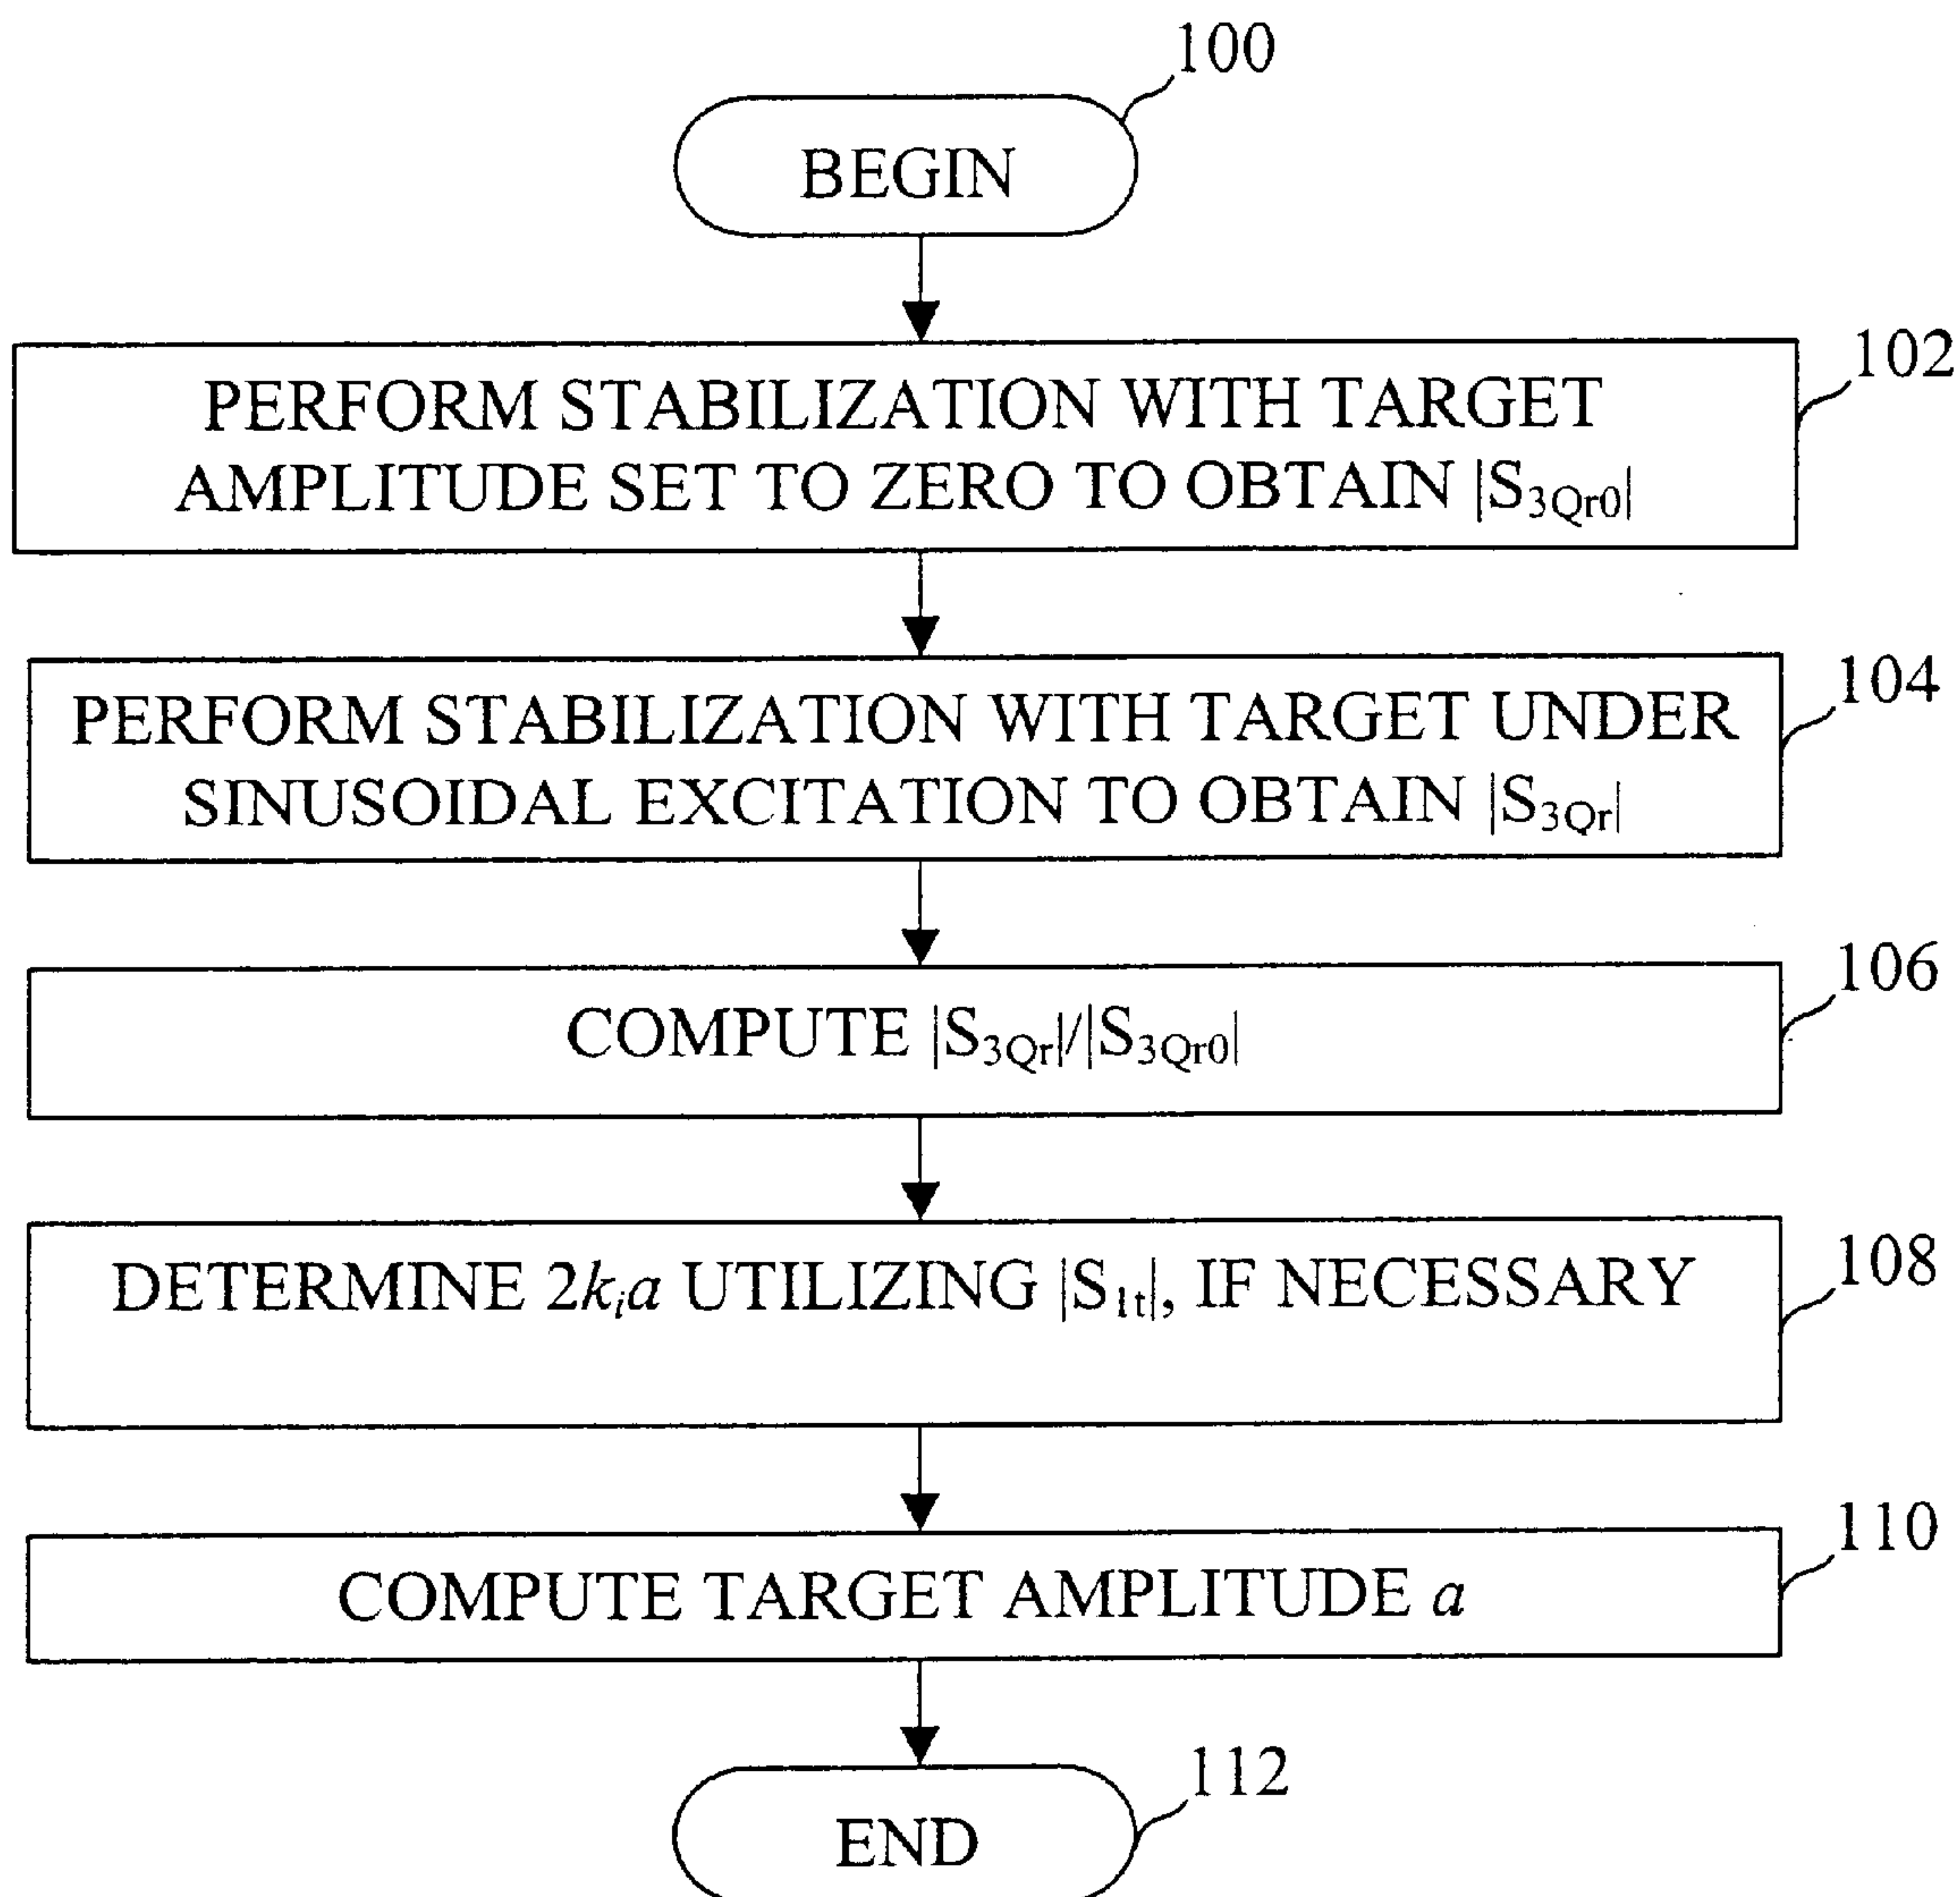 100
BEGIN
102
PERFORM STABILIZATION WITH TARGET
AMPLITUDE SET TO ZERO TO OBTAIN |S₃Qr0|
104
PERFORM STABILIZATION WITH TARGET UNDER
SINUSOIDAL EXCITATION TO OBTAIN |S₃Qr|
106
COMPUTE |S₃Qr|/|S₃Qr0|
108
DETERMINE 2kᵢa UTILIZING |S₁t|, IF NECESSARY
110
COMPUTE TARGET AMPLITUDE a
112
END